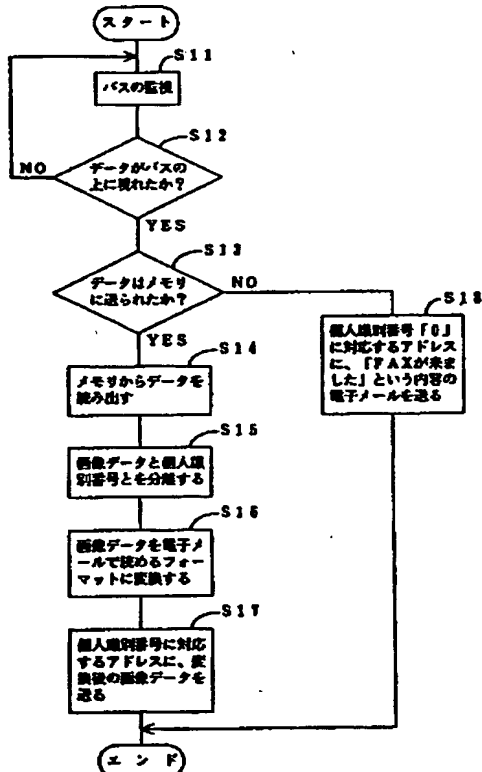 スタート
S11
バスの監視
S12
データがバスの
上に視れたか?
NO
YES
S13
データはメモリ
に送られたか?
NO
YES
S18
個人識別番号「0」
に対応するアドレス
に、「FAXが来ま
した」という内容の
電子メールを送る
S14
メモリからデータを
読み出す
S15
画像データと個人識
別番号とを分離する
S16
画像データを電子メ
ールで読めるフォー
マットに変換する
S17
個人識別番号に対応
するアドレスに、変
換後の画像データを
送る
エンド